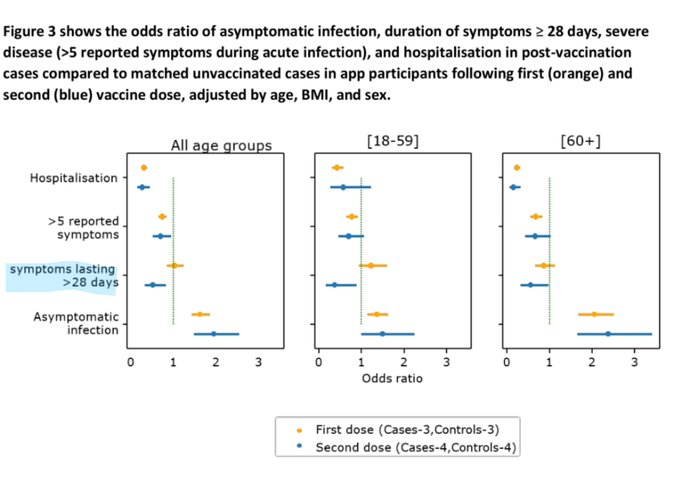 Figure 3 shows the odds ratio of asymptomatic infection, duration of symptoms ≥ 28 days, severe
disease (>5 reported symptoms during acute infection), and hospitalisation in post-vaccination
cases compared to matched unvaccinated cases in app participants following first (orange) and
second (blue) vaccine dose, adjusted by age, BMI, and sex.
All age groups
[18-59]
[60+]
Hospitalisation
>5 reported
symptoms
symptoms lasting
>28 days
Asymptomatic
infection
0 1 2 3
0 1 2 3
0 1 2 3
Odds ratio
First dose (Cases-3,Controls-3)
Second dose (Cases-4,Controls-4)